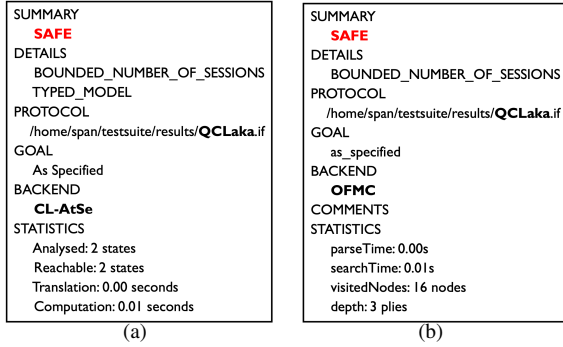 SUMMARY
SAFE
DETAILS
BOUNDED_NUMBER_OF_SESSIONS
TYPED_MODEL
PROTOCOL
/home/span/testsuite/results/QCLaka.if
GOAL
As Specified
BACKEND
CL-AtSe
STATISTICS
Analysed: 2 states
Reachable: 2 states
Translation: 0.00 seconds
Computation: 0.01 seconds
(a)
SUMMARY
SAFE
DETAILS
BOUNDED_NUMBER_OF_SESSIONS
PROTOCOL
/home/span/testsuite/results/QCLaka.if
GOAL
as_specified
BACKEND
OFMC
COMMENTS
STATISTICS
parseTime: 0.00s
searchTime: 0.01s
visitedNodes: 16 nodes
depth: 3 plies
(b)